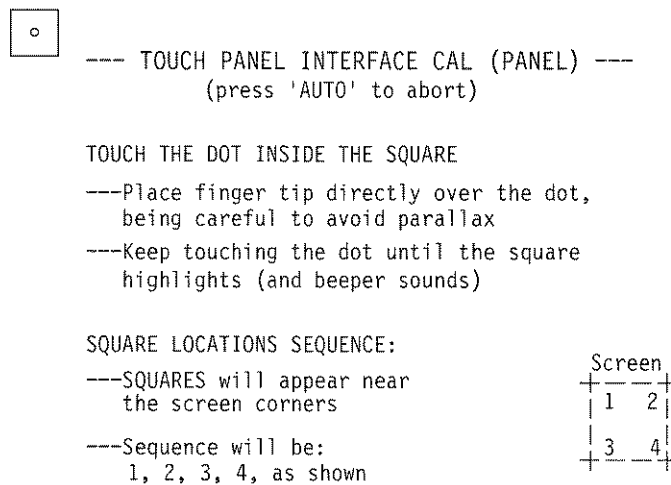 --- TOUCH PANEL INTERFACE CAL (PANEL) ---
(press 'AUTO' to abort)
TOUCH THE DOT INSIDE THE SQUARE
---Place finger tip directly over the dot,
being careful to avoid parallax
---Keep touching the dot until the square
highlights (and beeper sounds)
SQUARE LOCATIONS SEQUENCE:
---SQUARES will appear near
the screen corners
---Sequence will be:
1, 2, 3, 4, as shown
Screen
1 2
3 4